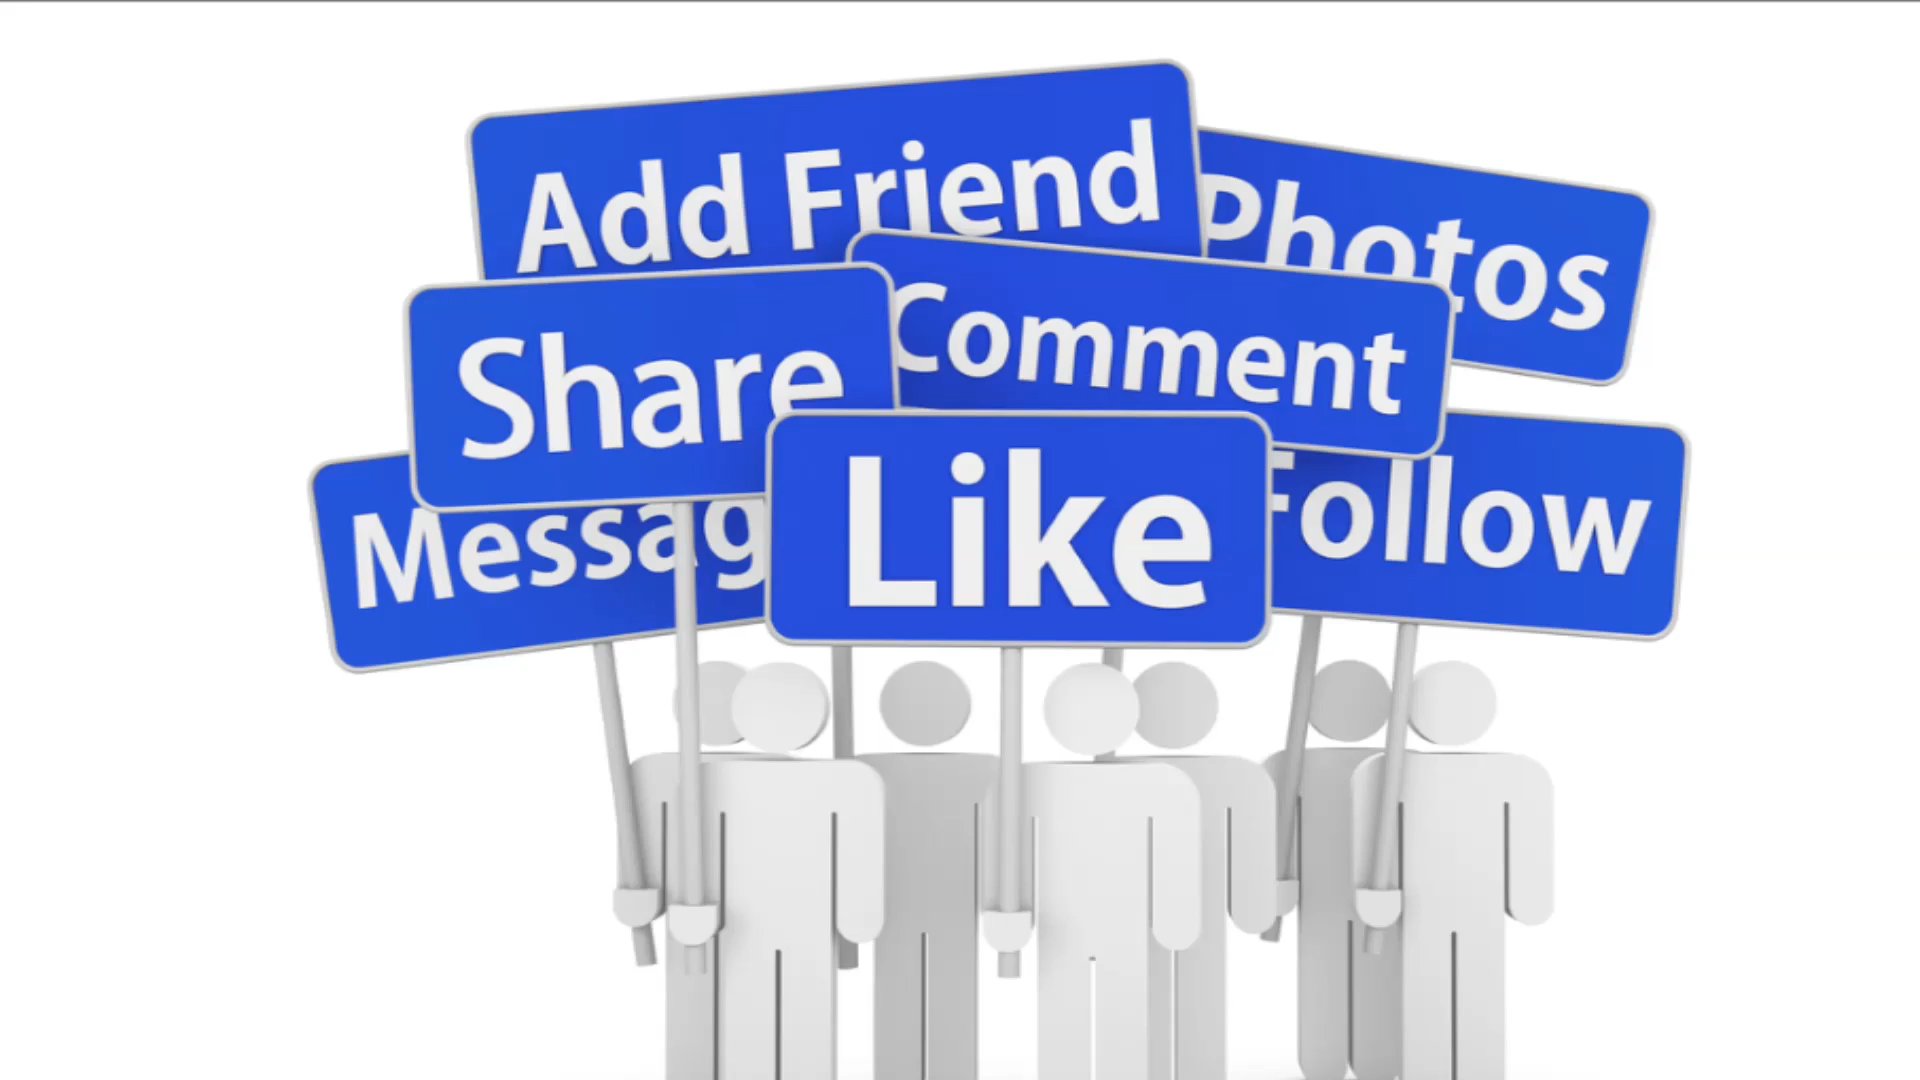 Add Friend
Photos
Comment
Share
Like
Messag
Follow